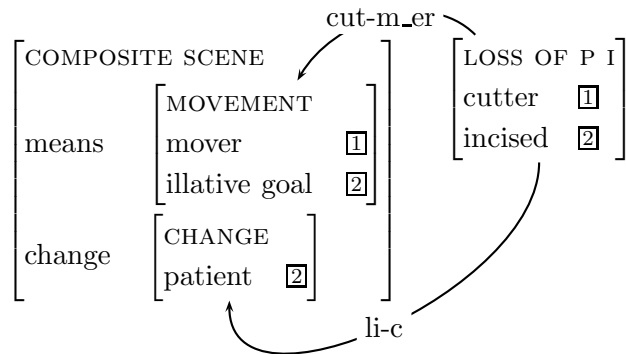 cut-m_er
COMPOSITE SCENE
means
MOVEMENT
mover 1
illative goal 2
change
CHANGE
patient 2
LOSS OF P I
cutter 1
incised 2
li-c